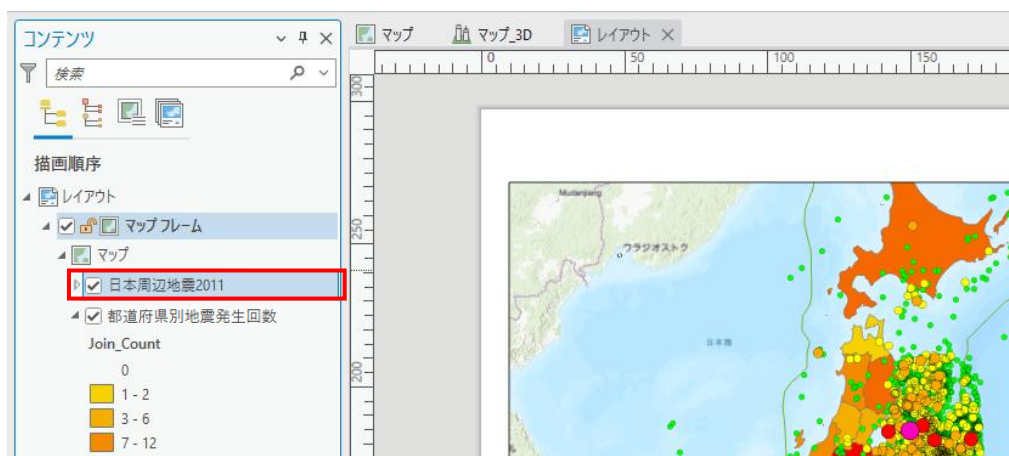 コンテンツ
マップ
マップ_3D
レイアウト
検索
0
50
100
150
300
描画順序
レイアウト
マップ フレーム
250
マップ
日本周辺地震2011
都道府県別地震発生回数
Join_Count
0
200
1 - 2
3 - 6
7 - 12
Mudanjiang
ウラジオストク
日本海